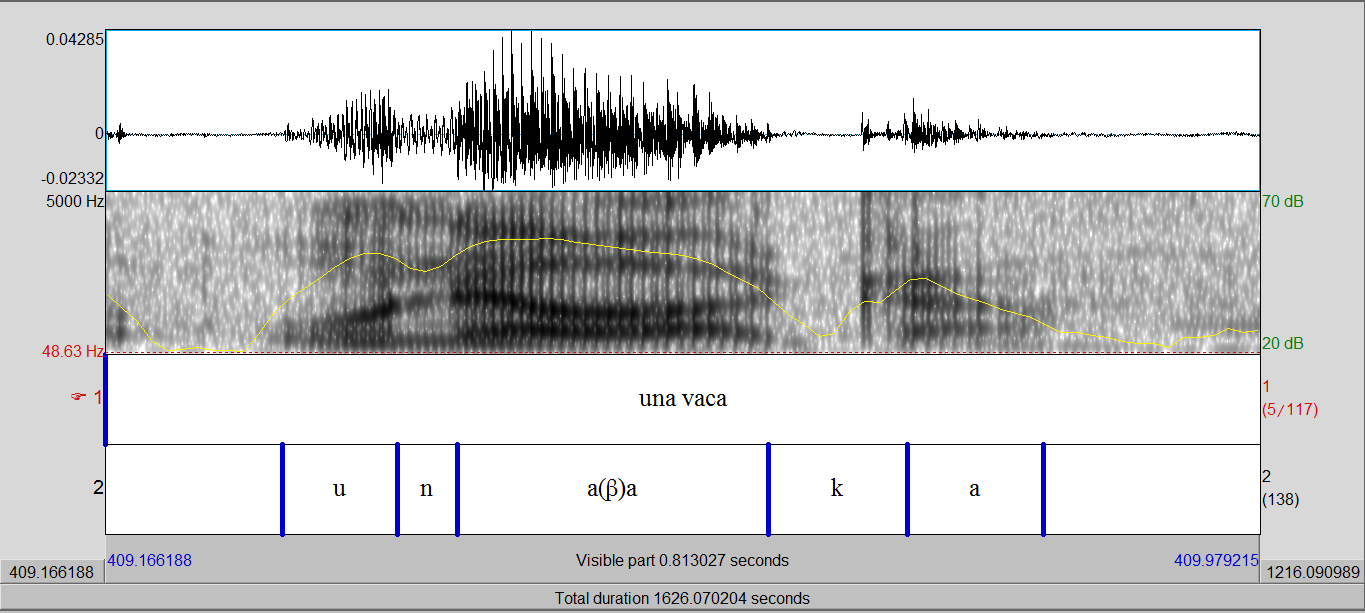 0.04285
0
-0.02332
5000 Hz 70 dB
48.63 Hz 20 dB
☞ 1 una vaca 1
(5/117)
2 u n a(β)a k a 2
(138)
409.166188 Visible part 0.813027 seconds 409.979215
409.166188 1216.090989
Total duration 1626.070204 seconds